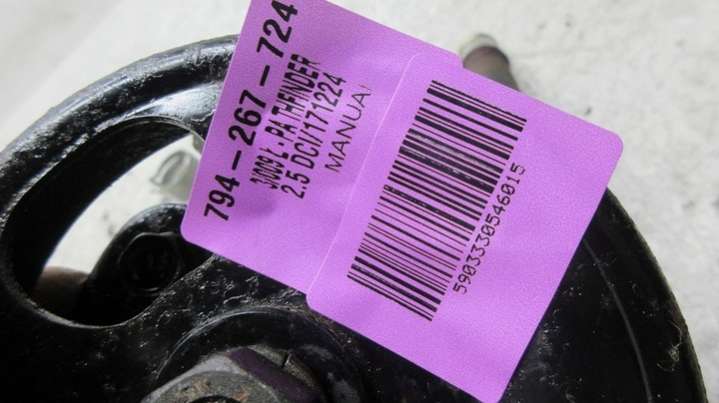 794-267-724
3009 L · PATHFINDER
2.5 DCI/171224
MANUAL
5903330546015